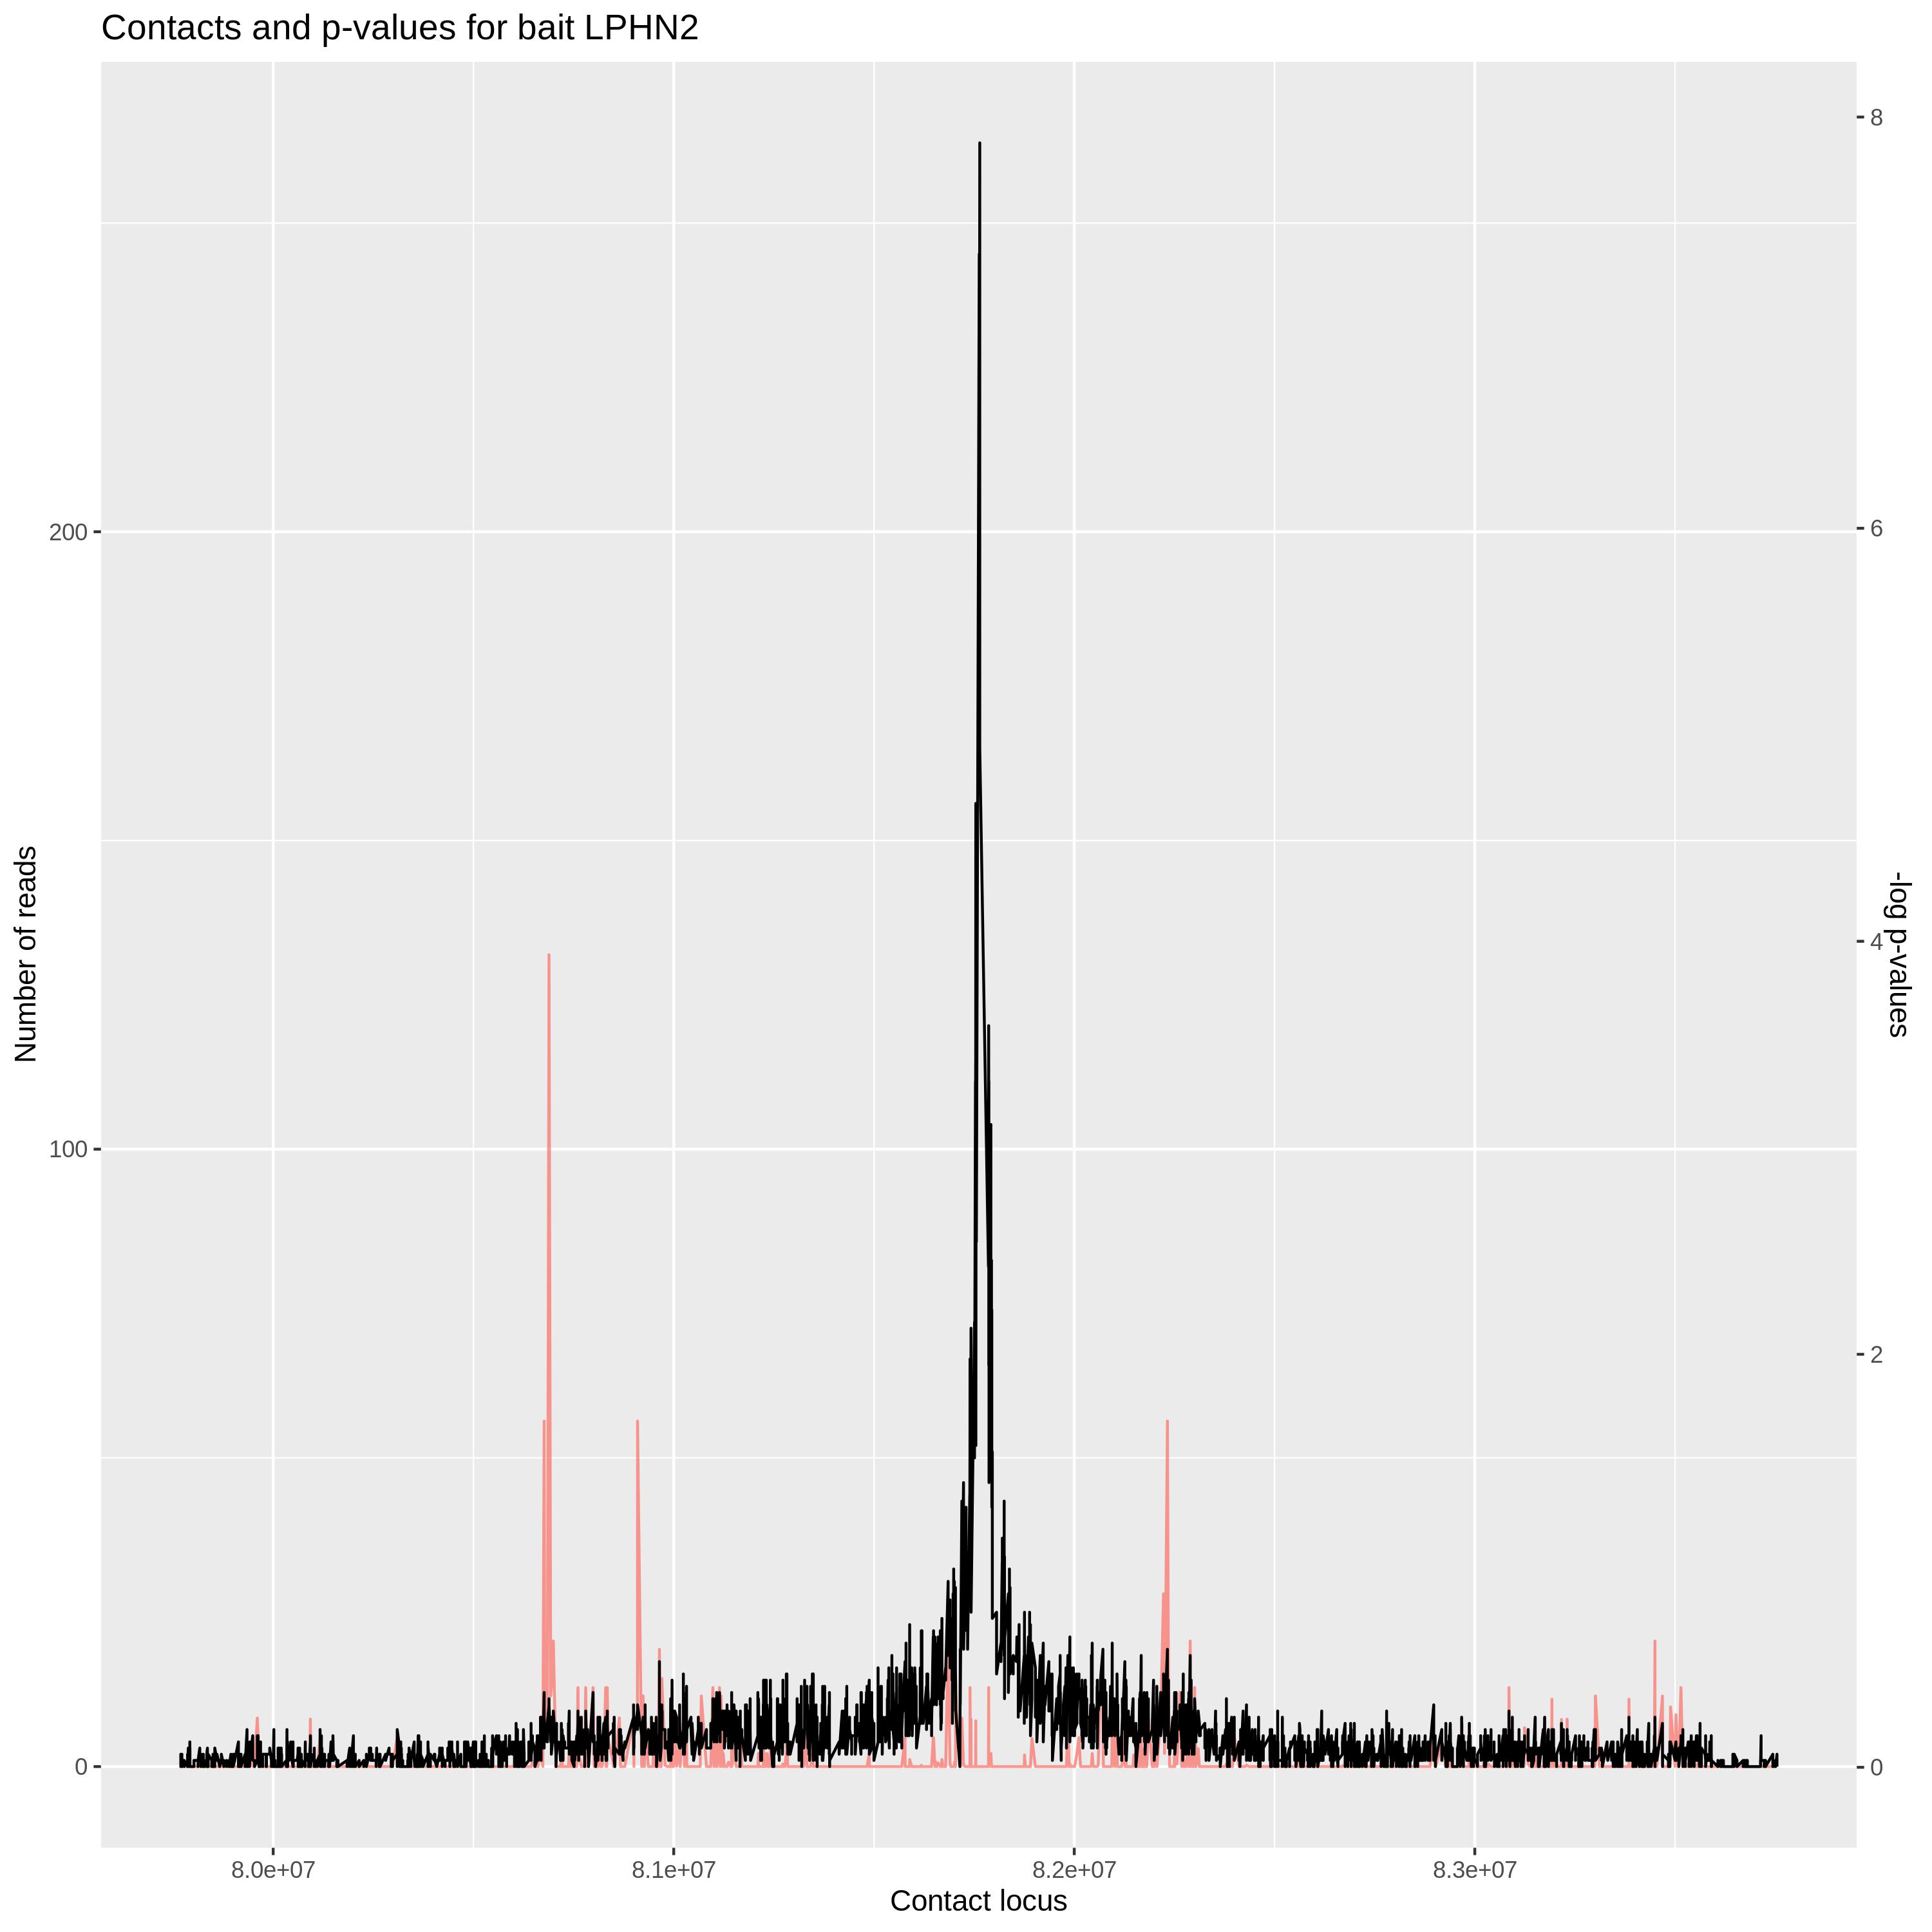 Contacts and p-values for bait LPHN2
Number of reads
200
100
0
8
6
4
2
0
-log p-values
8.0e+07 8.1e+07 8.2e+07 8.3e+07
Contact locus